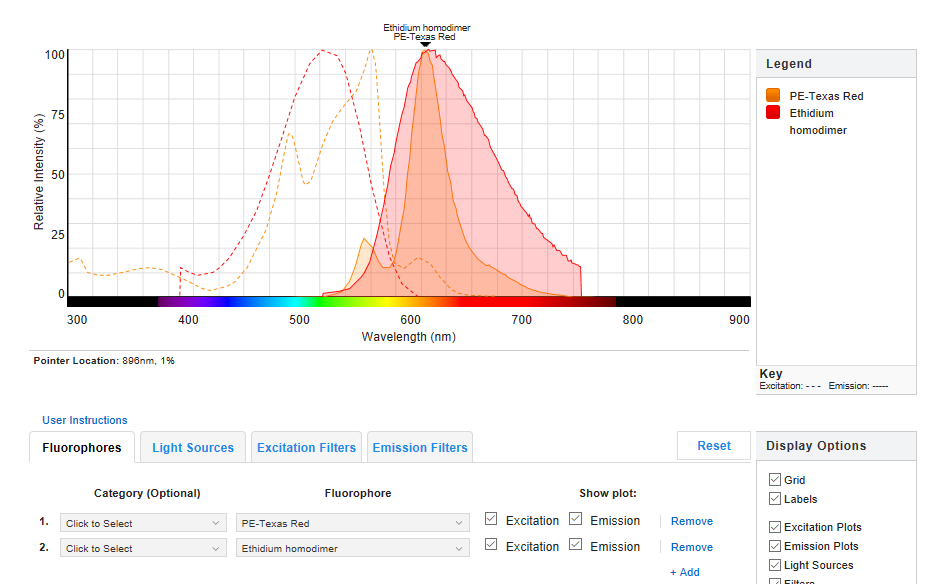 Ethidium homodimer
PE-Texas Red
100
75
50
25
0
Relative Intensity (%)
300 400 500 600 700 800 900
Wavelength (nm)
Pointer Location: 896nm, 1%
Legend
PE-Texas Red
Ethidium
homodimer
Key
Excitation: - - - Emission: -----
User Instructions
Fluorophores Light Sources Excitation Filters Emission Filters Reset
Category (Optional) Fluorophore Show plot:
1. Click to Select PE-Texas Red Excitation Emission Remove
2. Click to Select Ethidium homodimer Excitation Emission Remove
+ Add
Display Options
Grid
Labels
Excitation Plots
Emission Plots
Light Sources
Filters